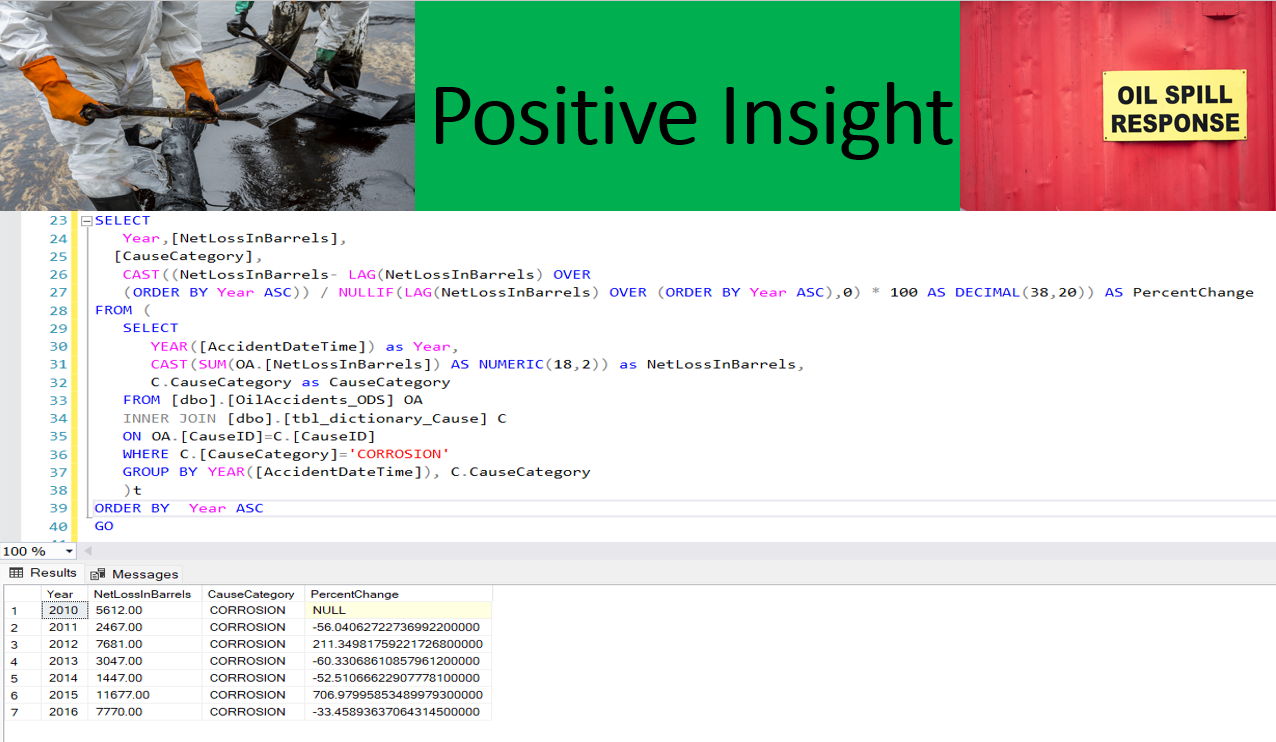 Positive Insight
OIL SPILL
RESPONSE
23 SELECT
24 Year,[NetLossInBarrels],
25 [CauseCategory],
26 CAST((NetLossInBarrels- LAG(NetLossInBarrels) OVER
27 (ORDER BY Year ASC)) / NULLIF(LAG(NetLossInBarrels) OVER (ORDER BY Year ASC),0) * 100 AS DECIMAL(38,20)) AS PercentChange
28 FROM (
29 SELECT
30 YEAR([AccidentDateTime]) as Year,
31 CAST(SUM(OA.[NetLossInBarrels]) AS NUMERIC(18,2)) as NetLossInBarrels,
32 C.CauseCategory as CauseCategory
33 FROM [dbo].[OilAccidents_ODS] OA
34 INNER JOIN [dbo].[tbl_dictionary_Cause] C
35 ON OA.[CauseID]=C.[CauseID]
36 WHERE C.[CauseCategory]='CORROSION'
37 GROUP BY YEAR([AccidentDateTime]), C.CauseCategory
38 )t
39 ORDER BY  Year ASC
40 GO
100 %
Results Messages
Year NetLossInBarrels CauseCategory PercentChange
1 2010 5612.00 CORROSION NULL
2 2011 2467.00 CORROSION -56.04062722736992200000
3 2012 7681.00 CORROSION 211.34981759221726800000
4 2013 3047.00 CORROSION -60.33068610857961200000
5 2014 1447.00 CORROSION -52.51066622907778100000
6 2015 11677.00 CORROSION 706.97995853489979300000
7 2016 7770.00 CORROSION -33.45893637064314500000